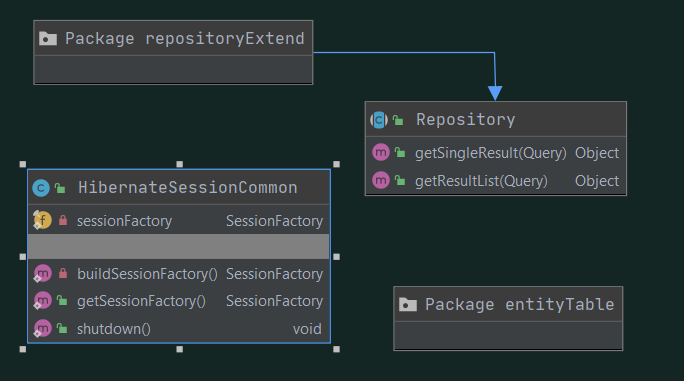 Package repositoryExtend
Repository
getSingleResult(Query) Object
getResultList(Query) Object
HibernateSessionCommon
sessionFactory SessionFactory
buildSessionFactory() SessionFactory
getSessionFactory() SessionFactory
shutdown() void
Package entityTable